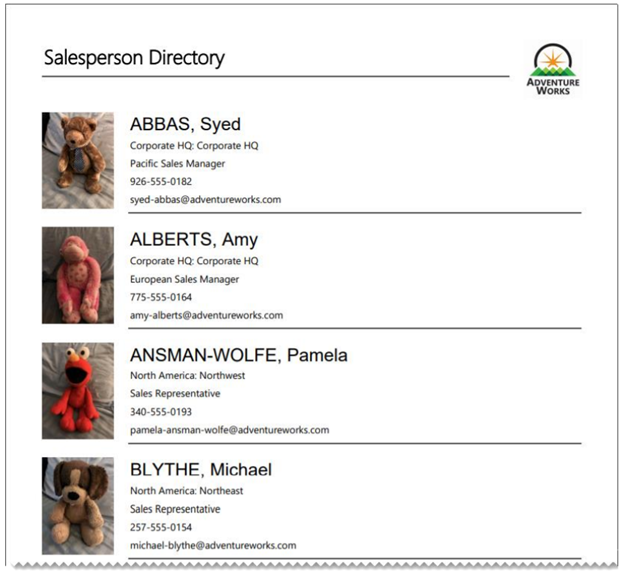 Salesperson Directory
ADVENTURE
WORKS
ABBAS, Syed
Corporate HQ: Corporate HQ
Pacific Sales Manager
926-555-0182
syed-abbas@adventureworks.com
ALBERTS, Amy
Corporate HQ: Corporate HQ
European Sales Manager
775-555-0164
amy-alberts@adventureworks.com
ANSMAN-WOLFE, Pamela
North America: Northwest
Sales Representative
340-555-0193
pamela-ansman-wolfe@adventureworks.com
BLYTHE, Michael
North America: Northeast
Sales Representative
257-555-0154
michael-blythe@adventureworks.com